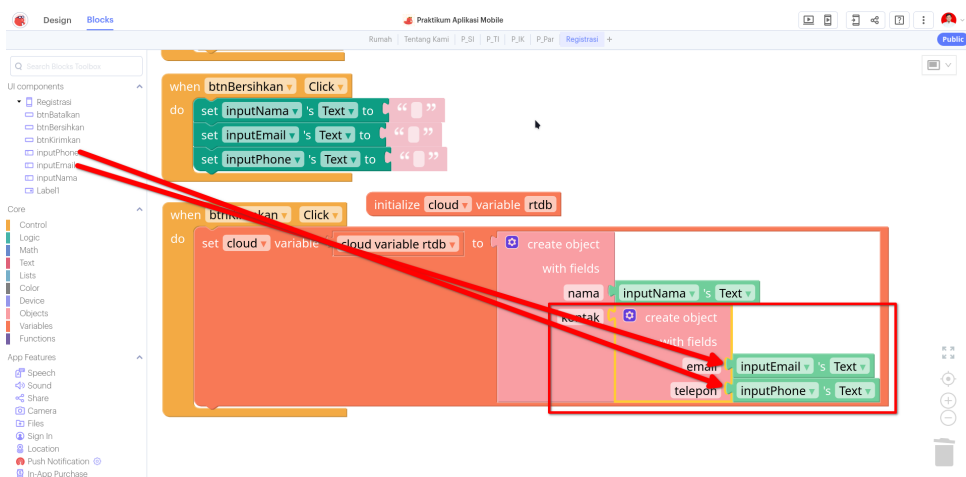 Design Blocks Praktikum Aplikasi Mobile
Rumah Tentang Kami P_SI P_TI P_IK P_Par Registrasi +
Public
Search Blocks Toolbox
UI components
Registrasi
btnBatalkan
btnBersihkan
btnKirimkan
inputPhone
inputEmail
inputNama
Label1
Core
Control
Logic
Math
Text
Lists
Color
Device
Objects
Variables
Functions
App Features
Speech
Sound
Share
Camera
Files
Sign In
Location
Push Notification
In-App Purchase
when btnBersihkan Click
do set inputNama 's Text to “ ”
set inputEmail 's Text to “ ”
set inputPhone 's Text to “ ”
initialize cloud variable rtdb
when btnKirimkan Click
do set cloud variable cloud variable rtdb to create object
with fields
nama inputNama 's Text
kontak create object
with fields
email inputEmail 's Text
telepon inputPhone 's Text